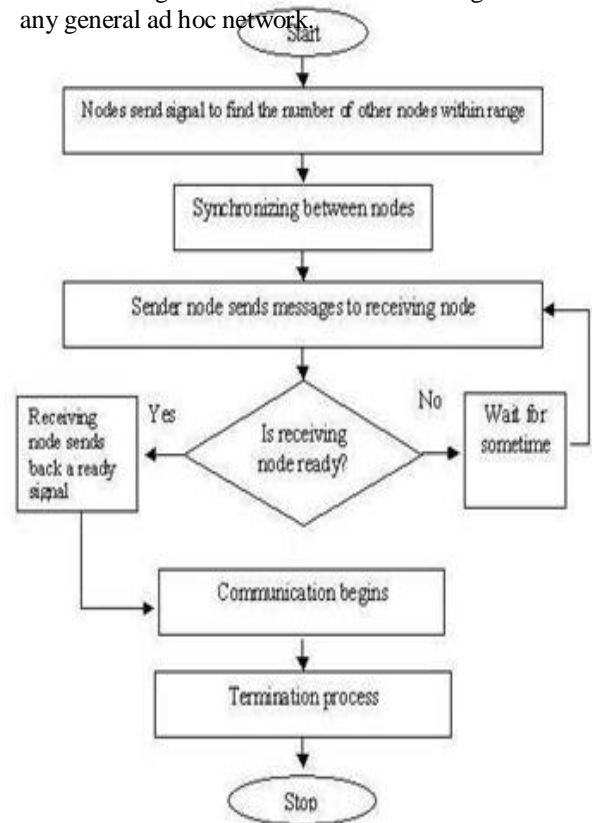 any general ad hoc network.
Start
Nodes send signal to find the number of other nodes within range
Synchronizing between nodes
Sender node sends messages to receiving node
Is receiving
node ready?
Yes
No
Receiving
node sends
back a ready
signal
Wait for
sometime
Communication begins
Termination process
Stop